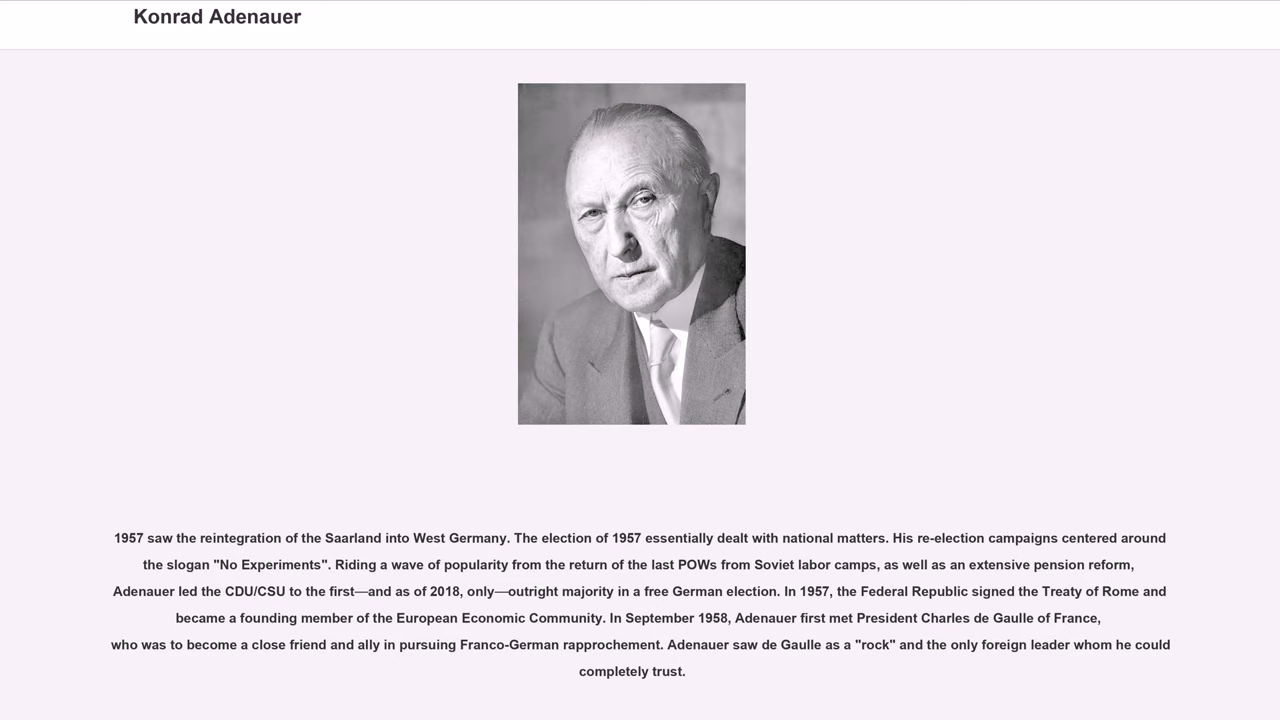 Konrad Adenauer
1957 saw the reintegration of the Saarland into West Germany. The election of 1957 essentially dealt with national matters. His re-election campaigns centered around
the slogan "No Experiments". Riding a wave of popularity from the return of the last POWs from Soviet labor camps, as well as an extensive pension reform,
Adenauer led the CDU/CSU to the first—and as of 2018, only—outright majority in a free German election. In 1957, the Federal Republic signed the Treaty of Rome and
became a founding member of the European Economic Community. In September 1958, Adenauer first met President Charles de Gaulle of France,
who was to become a close friend and ally in pursuing Franco-German rapprochement. Adenauer saw de Gaulle as a "rock" and the only foreign leader whom he could
completely trust.